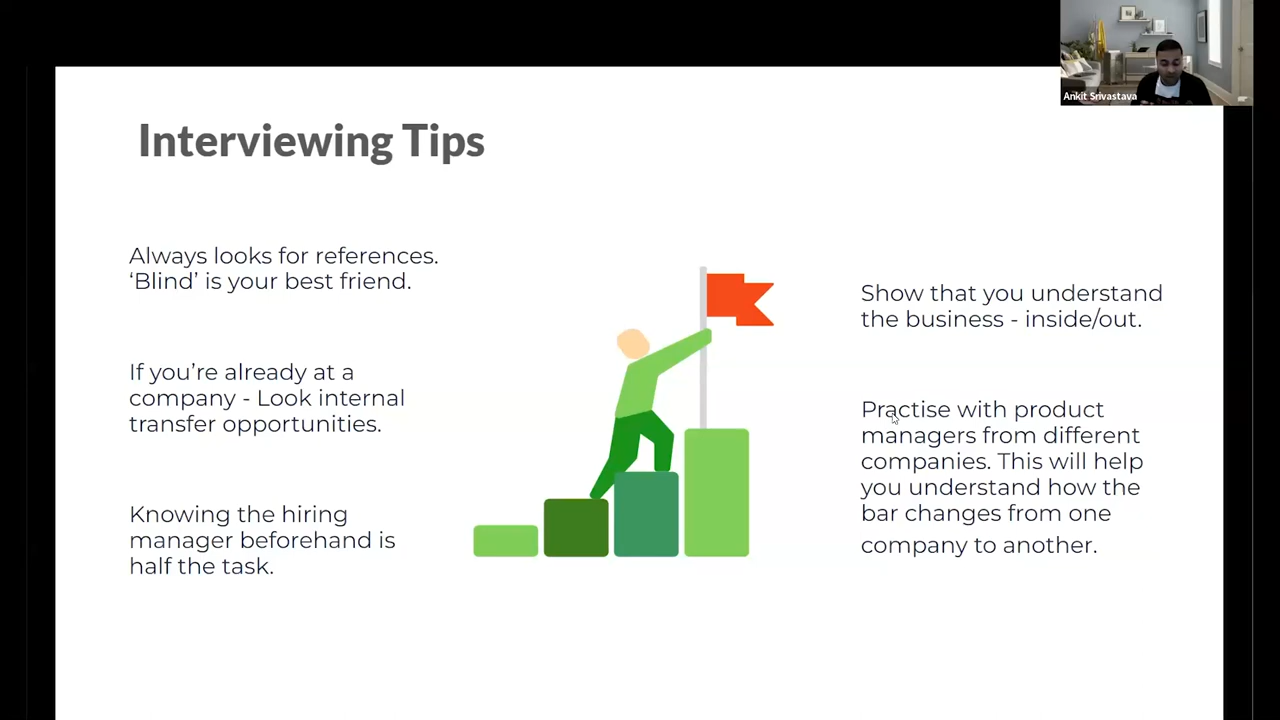 Ankit Srivastava
Interviewing Tips
Always looks for references.
‘Blind’ is your best friend.
If you’re already at a
company - Look internal
transfer opportunities.
Knowing the hiring
manager beforehand is
half the task.
Show that you understand
the business - inside/out.
Practise with product
managers from different
companies. This will help
you understand how the
bar changes from one
company to another.